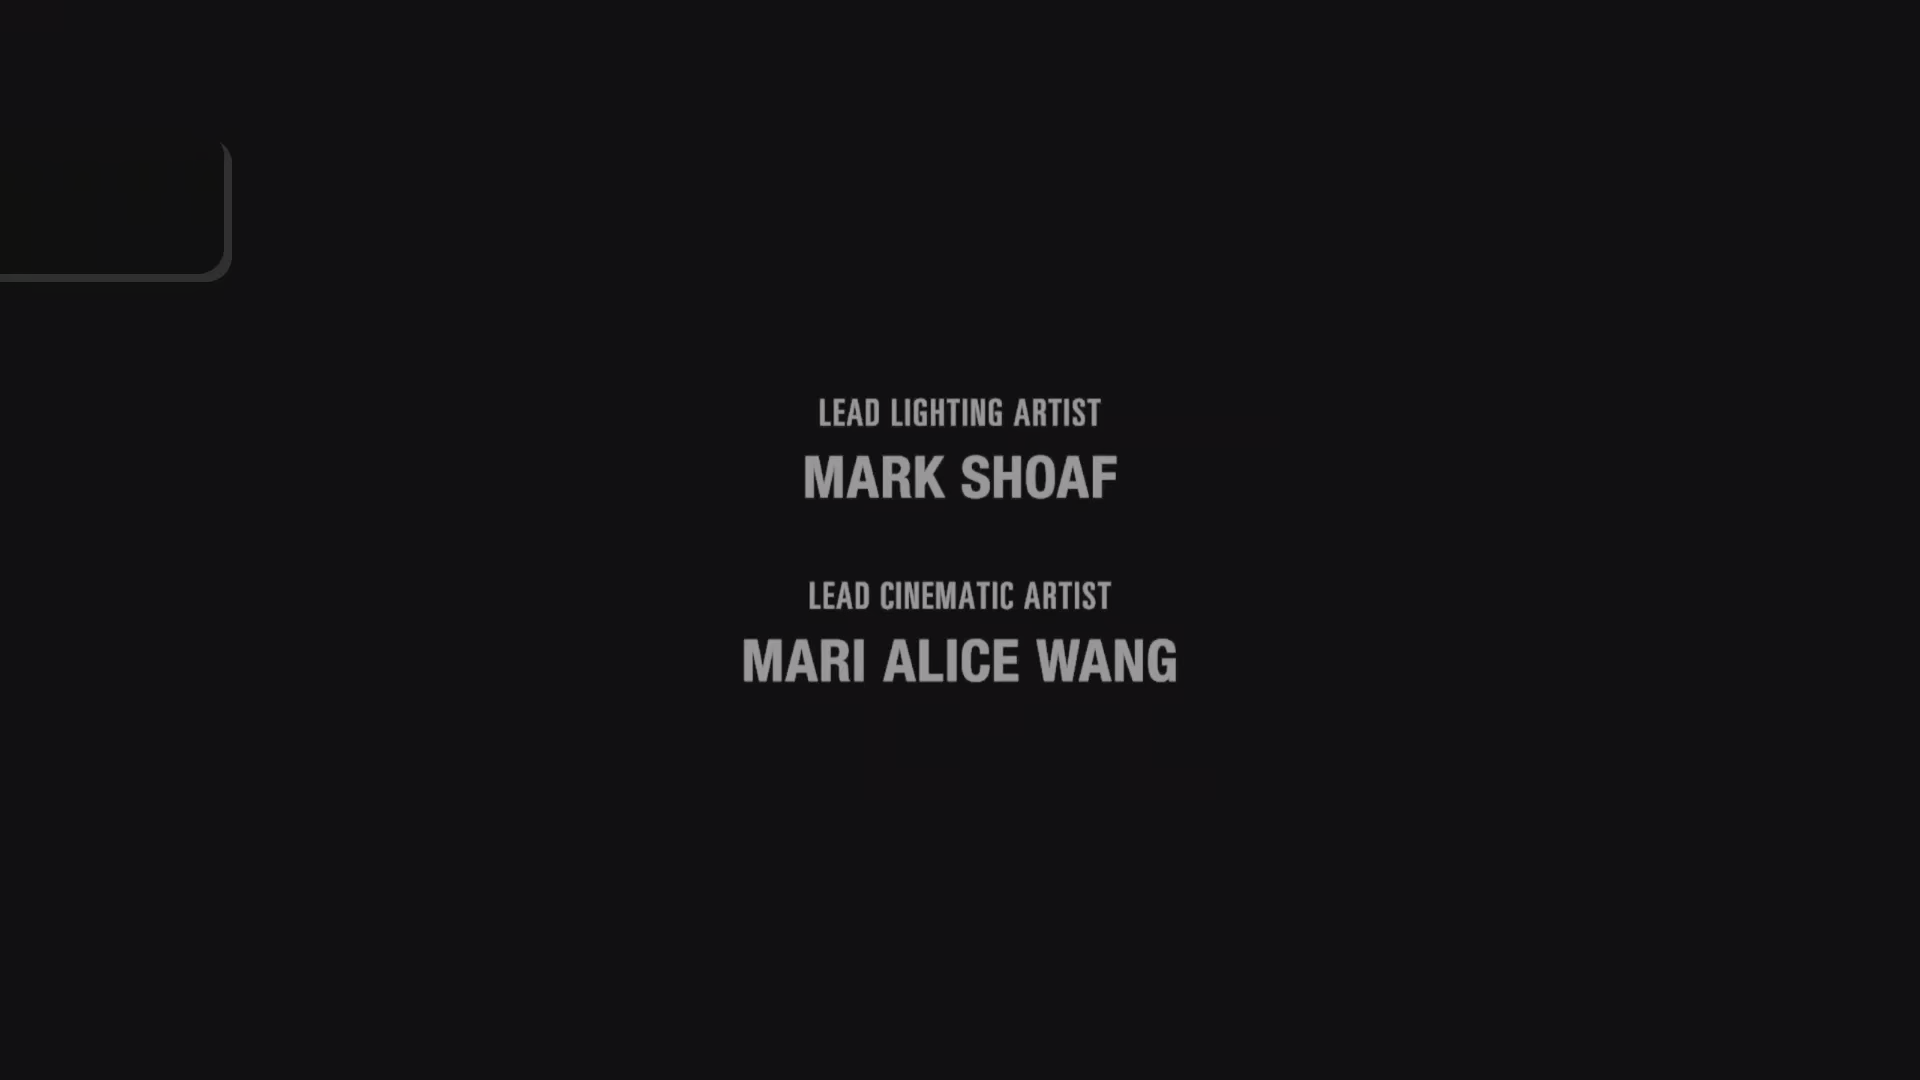 LEAD LIGHTING ARTIST
MARK SHOAF
LEAD CINEMATIC ARTIST
MARI ALICE WANG